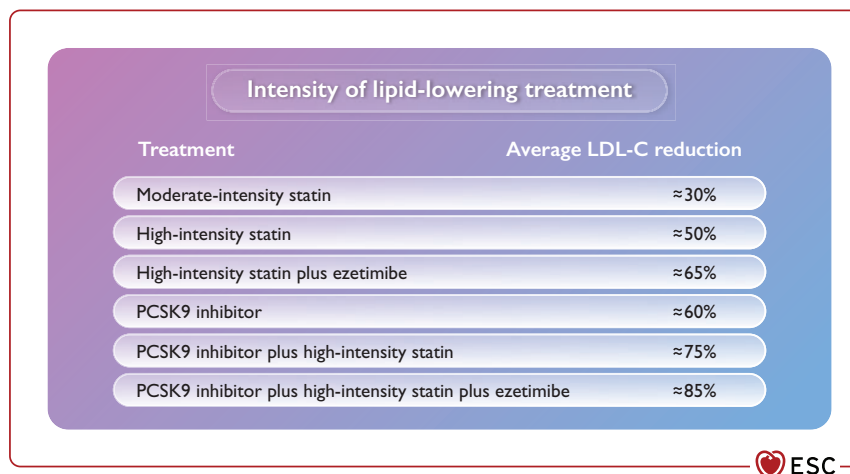 Intensity of lipid-lowering treatment
Treatment Average LDL-C reduction
Moderate-intensity statin ≈30%
High-intensity statin ≈50%
High-intensity statin plus ezetimibe ≈65%
PCSK9 inhibitor ≈60%
PCSK9 inhibitor plus high-intensity statin ≈75%
PCSK9 inhibitor plus high-intensity statin plus ezetimibe ≈85%
ESC